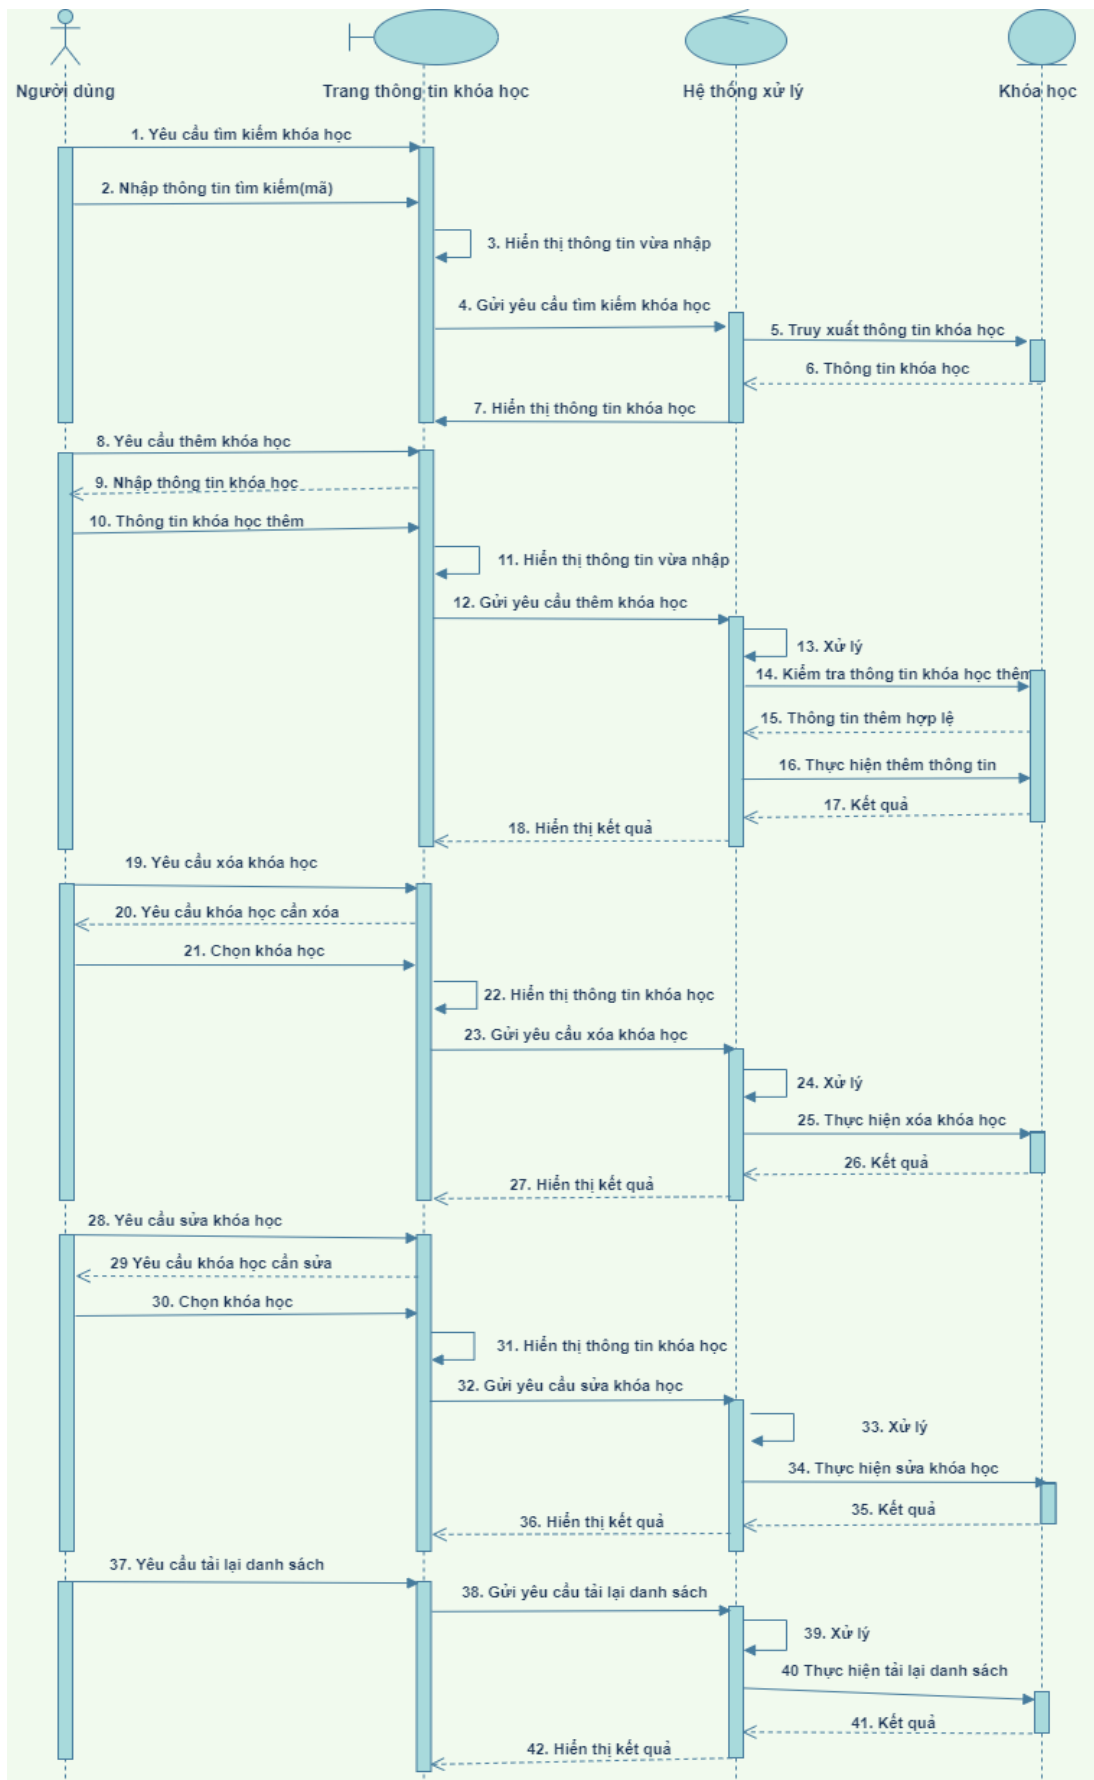 Người dùng
Trang thông tin khóa học
Hệ thống xử lý
Khóa học
1. Yêu cầu tìm kiếm khóa học
2. Nhập thông tin tìm kiếm(mã)
3. Hiển thị thông tin vừa nhập
4. Gửi yêu cầu tìm kiếm khóa học
5. Truy xuất thông tin khóa học
6. Thông tin khóa học
7. Hiển thị thông tin khóa học
8. Yêu cầu thêm khóa học
9. Nhập thông tin khóa học
10. Thông tin khóa học thêm
11. Hiển thị thông tin vừa nhập
12. Gửi yêu cầu thêm khóa học
13. Xử lý
14. Kiểm tra thông tin khóa học thêm
15. Thông tin thêm hợp lệ
16. Thực hiện thêm thông tin
17. Kết quả
18. Hiển thị kết quả
19. Yêu cầu xóa khóa học
20. Yêu cầu khóa học cần xóa
21. Chọn khóa học
22. Hiển thị thông tin khóa học
23. Gửi yêu cầu xóa khóa học
24. Xử lý
25. Thực hiện xóa khóa học
26. Kết quả
27. Hiển thị kết quả
28. Yêu cầu sửa khóa học
29 Yêu cầu khóa học cần sửa
30. Chọn khóa học
31. Hiển thị thông tin khóa học
32. Gửi yêu cầu sửa khóa học
33. Xử lý
34. Thực hiện sửa khóa học
35. Kết quả
36. Hiển thị kết quả
37. Yêu cầu tải lại danh sách
38. Gửi yêu cầu tải lại danh sách
39. Xử lý
40 Thực hiện tải lại danh sách
41. Kết quả
42. Hiển thị kết quả